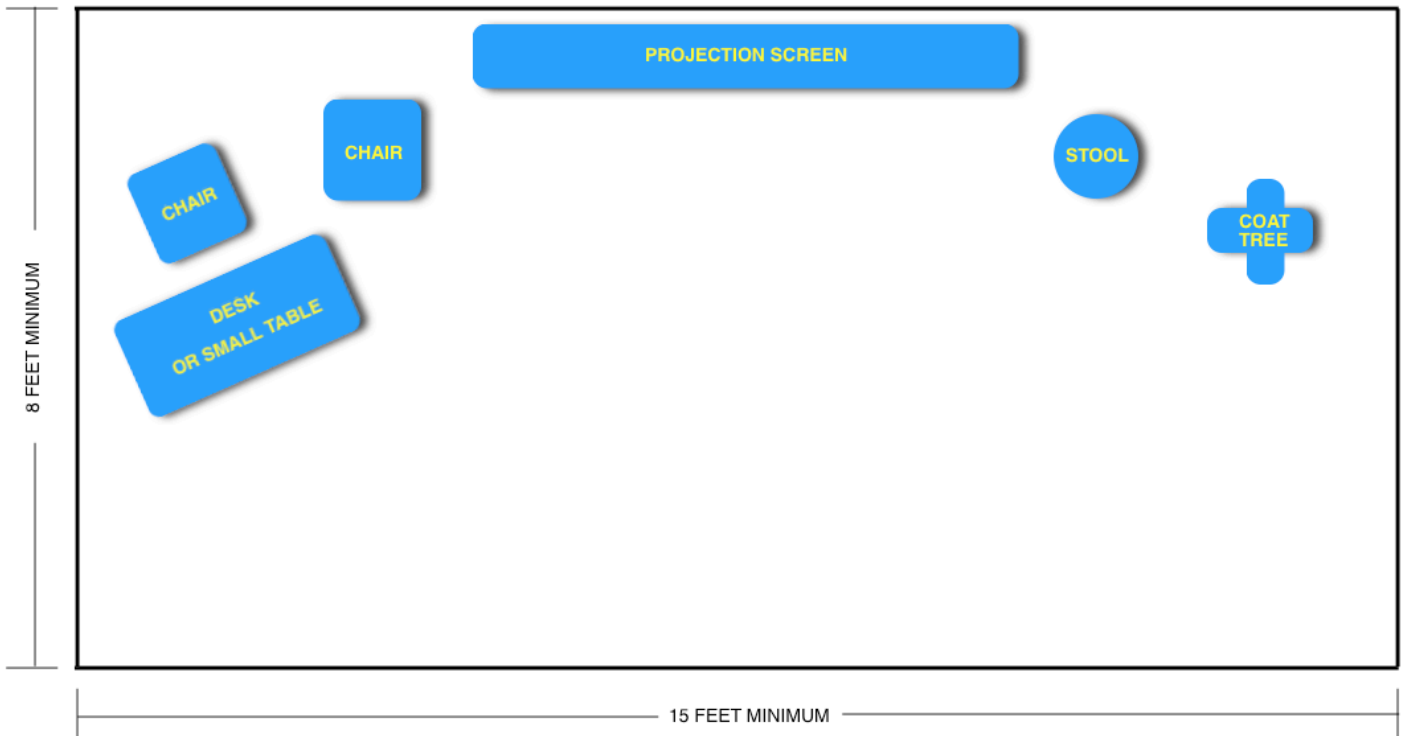 PROJECTION SCREEN
CHAIR
STOOL
CHAIR
COAT
TREE
DESK
OR SMALL TABLE
8 FEET MINIMUM
15 FEET MINIMUM